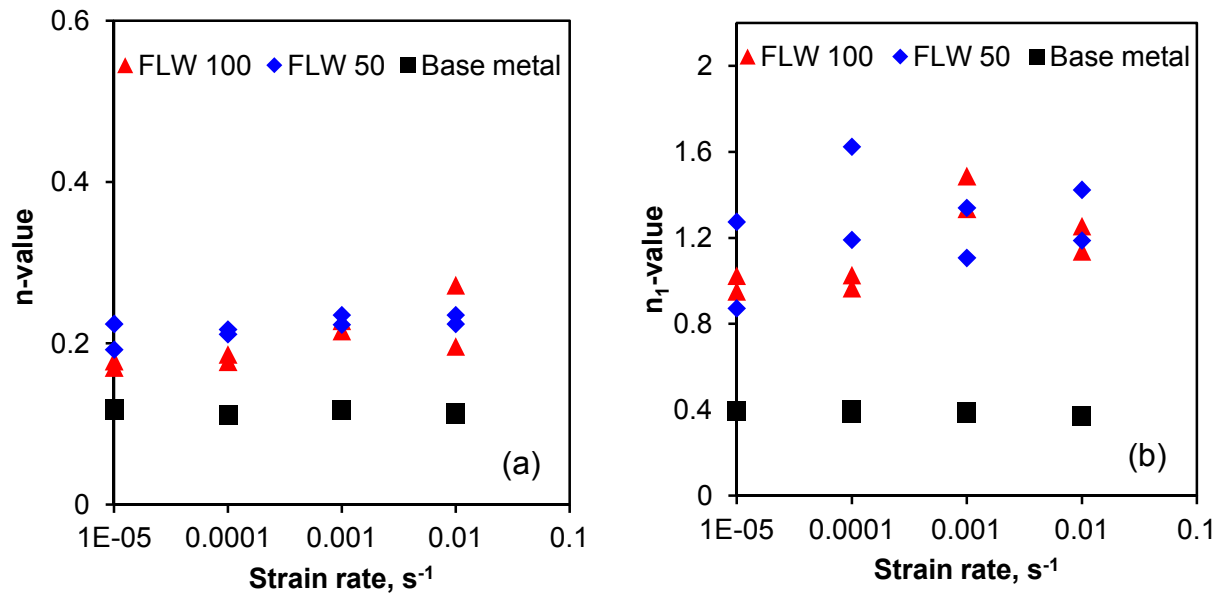 0.6
FLW 100 FLW 50 Base metal
0.4
n-value
0.2
(a)
0
1E-05 0.0001 0.001 0.01 0.1
Strain rate, s⁻¹
FLW 100 FLW 50 Base metal
2
1.6
n₁-value
1.2
0.8
0.4
(b)
0
1E-05 0.0001 0.001 0.01 0.1
Strain rate, s⁻¹